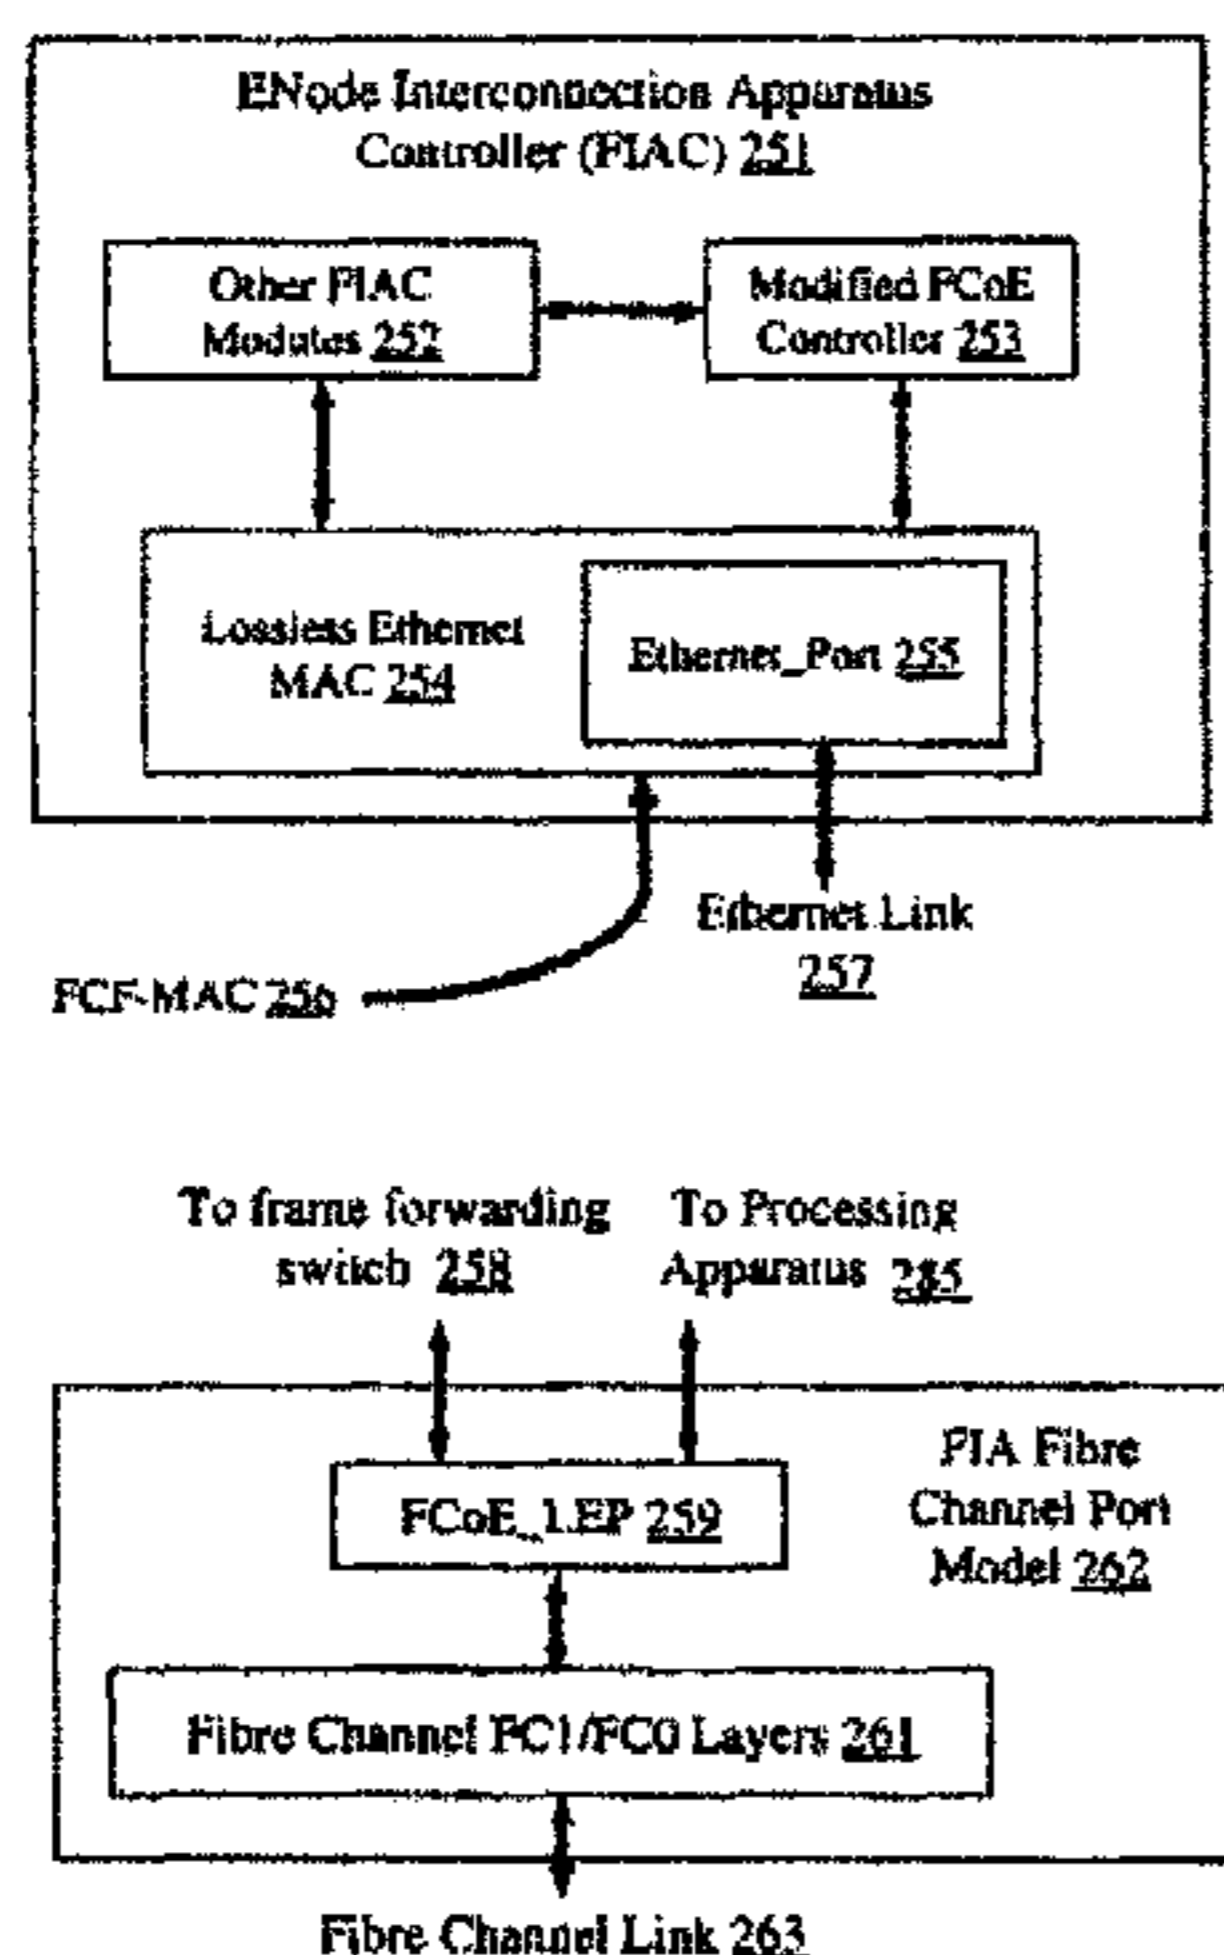 ENode Interconnection Apparatus
Controller (FIAC) 251
Other FIAC
Modules 252
Modified FCoE
Controller 253
Lossless Ethernet
MAC 254
Ethernet_Port 255
Ethernet Link
257
FCF-MAC 256
To frame forwarding
switch 258
To Processing
Apparatus 285
FIA Fibre
Channel Port
Model 262
FCoE_LEP 259
Fibre Channel FC1/FC0 Layers 261
Fibre Channel Link 263